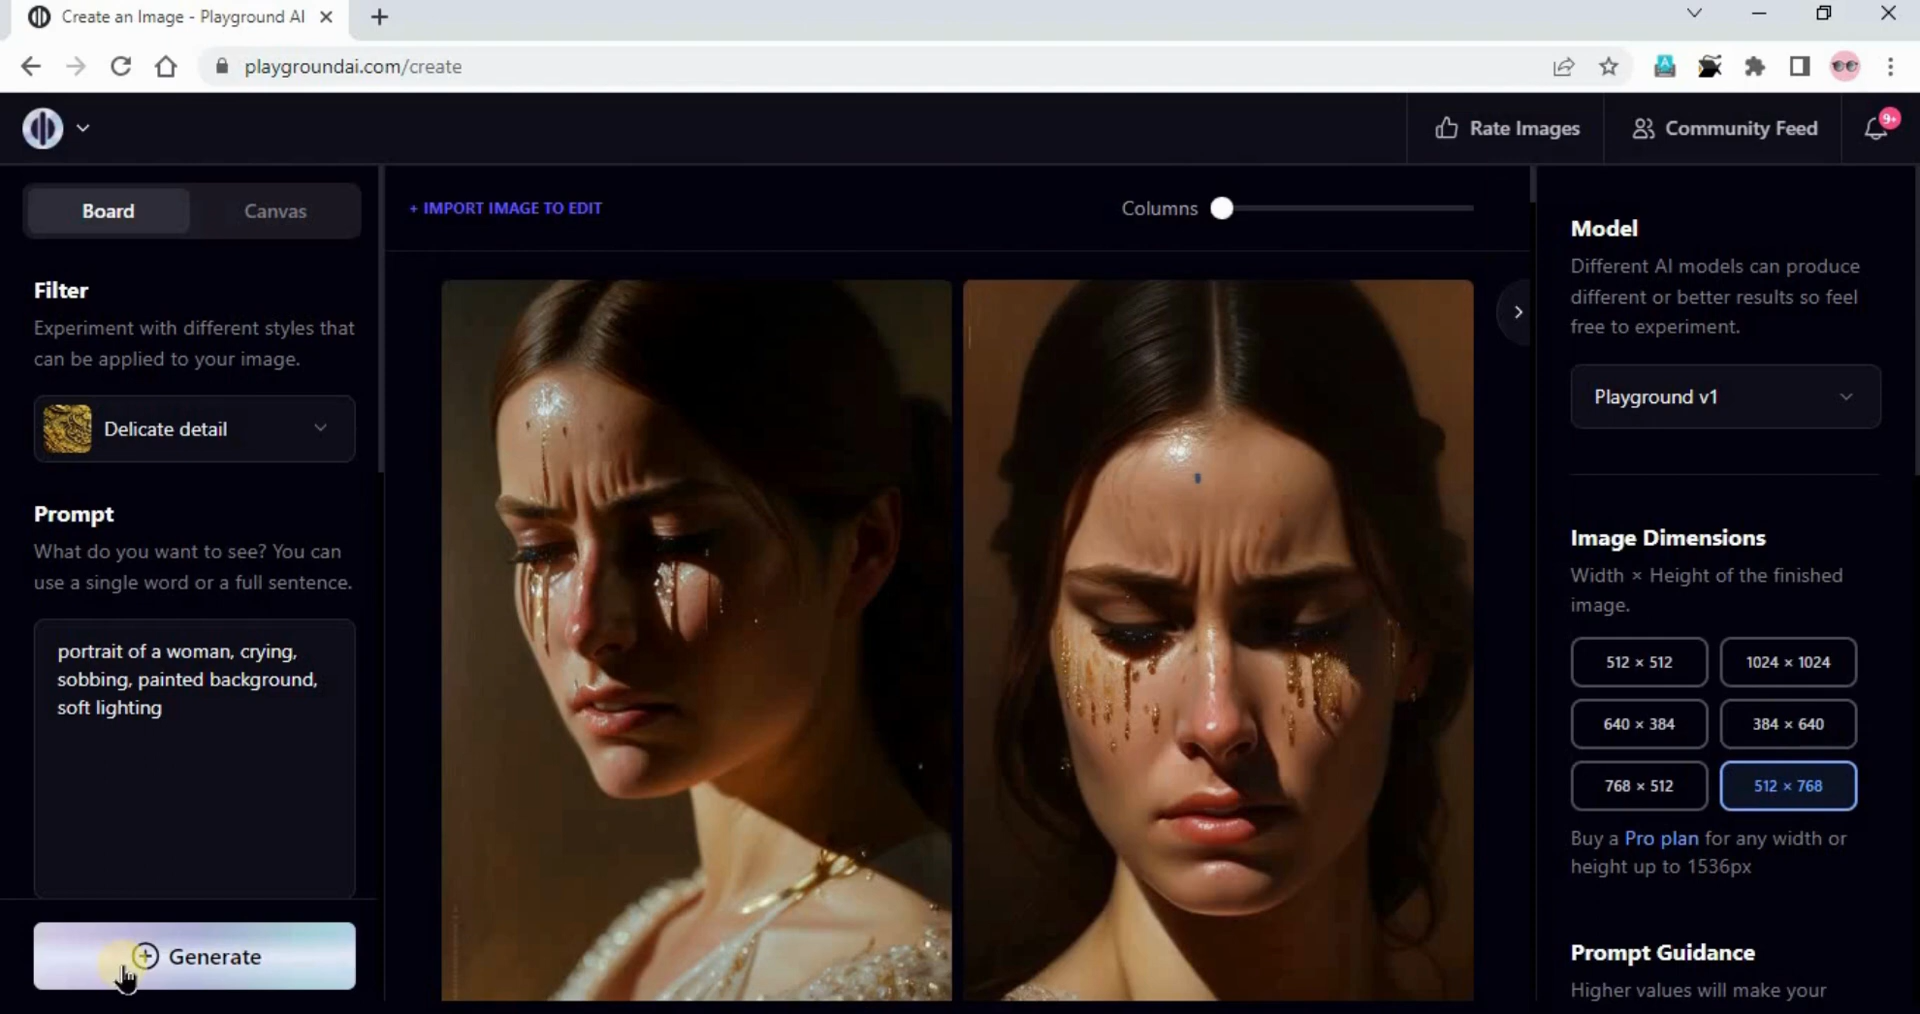 Create an Image - Playground AI
playgroundai.com/create
Rate Images
Community Feed
9+
Board
Canvas
+ IMPORT IMAGE TO EDIT
Columns
Filter
Experiment with different styles that
can be applied to your image.
Delicate detail
Prompt
What do you want to see? You can
use a single word or a full sentence.
portrait of a woman, crying,
sobbing, painted background,
soft lighting
Generate
Model
Different AI models can produce
different or better results so feel
free to experiment.
Playground v1
Image Dimensions
Width × Height of the finished
image.
512 × 512
1024 × 1024
640 × 384
384 × 640
768 × 512
512 × 768
Buy a Pro plan for any width or
height up to 1536px
Prompt Guidance
Higher values will make your